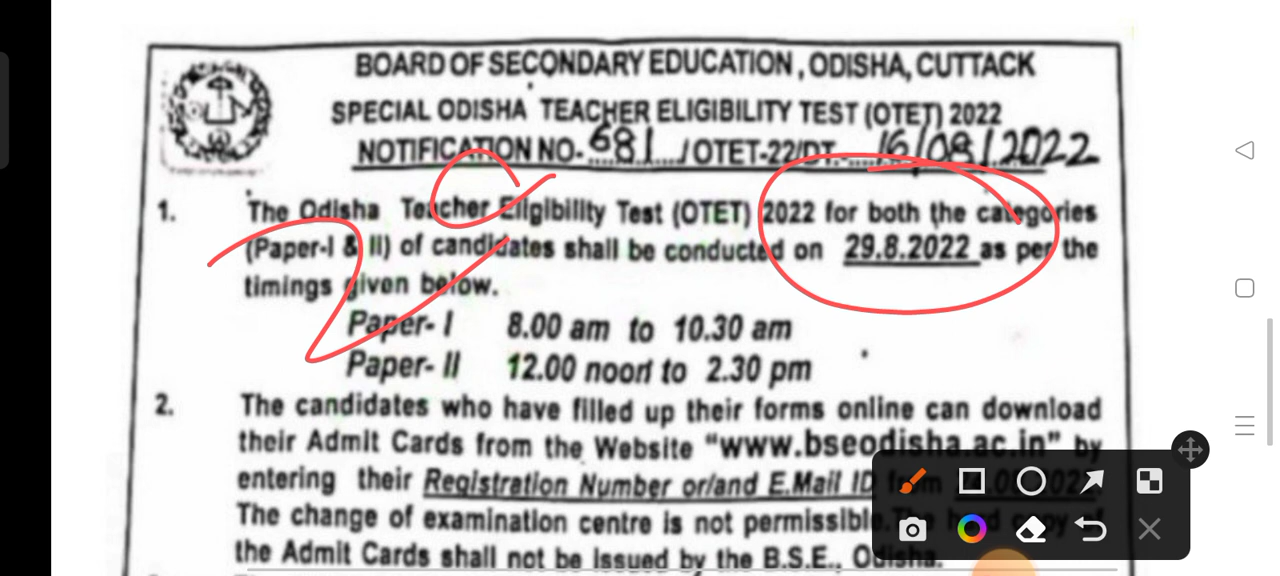 BOARD OF SECONDARY EDUCATION, ODISHA, CUTTACK
SPECIAL ODISHA TEACHER ELIGIBILITY TEST (OTET) 2022
NOTIFICATION NO-...681..../OTET-22/DT-....16/08/2022
1. The Odisha Teacher Eligibility Test (OTET) 2022 for both the categories
(Paper-I & II) of candidates shall be conducted on 29.8.2022 as per the
timings given below.
Paper- I 8.00 am to 10.30 am
Paper- II 12.00 noon to 2.30 pm
2. The candidates who have filled up their forms online can download
their Admit Cards from the Website "www.bseodisha.ac.in" by
entering their Registration Number or/and E.Mail ID from
The change of examination centre is not permissible. The hard copy of
the Admit Cards shall not be issued by the B.S.E., Odisha.